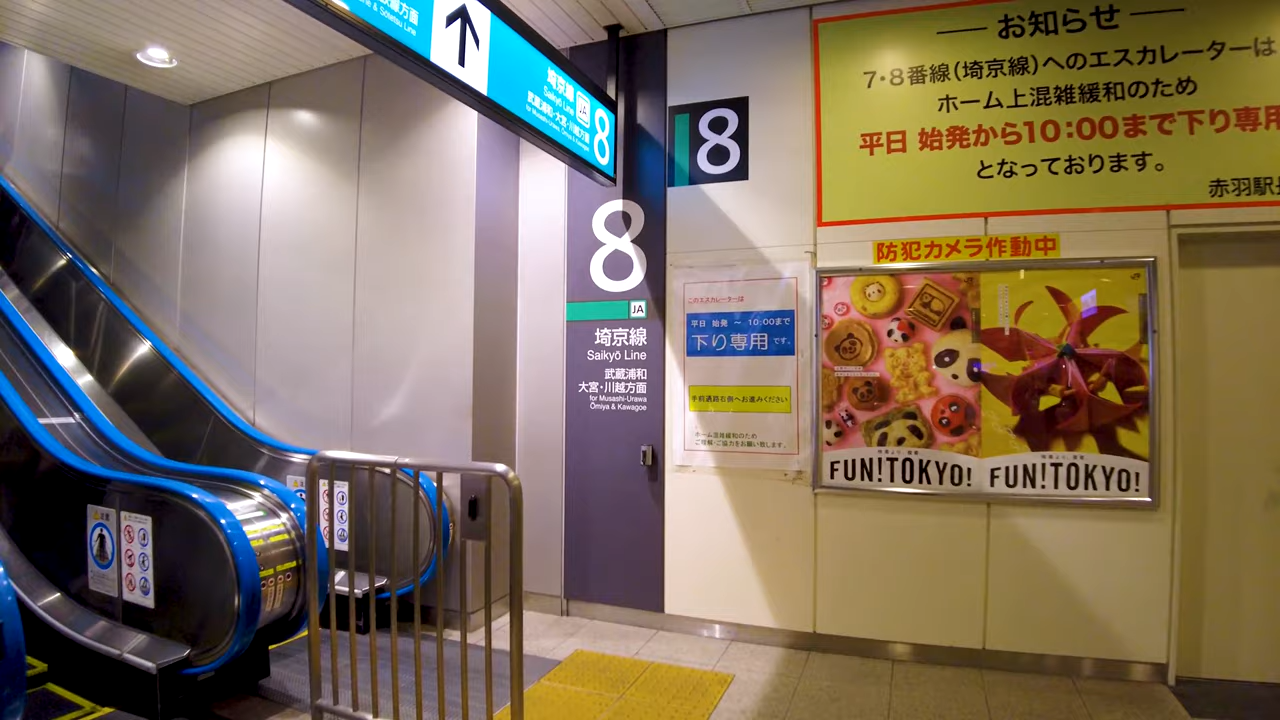 & Sōtetsu Line
埼京線
Saikyō Line
JA
武蔵浦和・大宮・川越方面
for Musashi-Urawa, Ōmiya & Kawagoe
8
8
8
JA
埼京線
Saikyō Line
武蔵浦和
大宮・川越方面
for Musashi-Urawa
Ōmiya & Kawagoe
お知らせ
7・8番線(埼京線)へのエスカレーターは
ホーム上混雑緩和のため
平日 始発から10:00まで下り専用
となっております。
赤羽駅長
防犯カメラ作動中
このエスカレーターは
平日 始発 ~ 10:00まで
下り専用です。
手前通路右側へお進みください
ホーム混雑緩和のため
ご理解・ご協力をお願い致します。
FUN!TOKYO!
FUN!TOKYO!